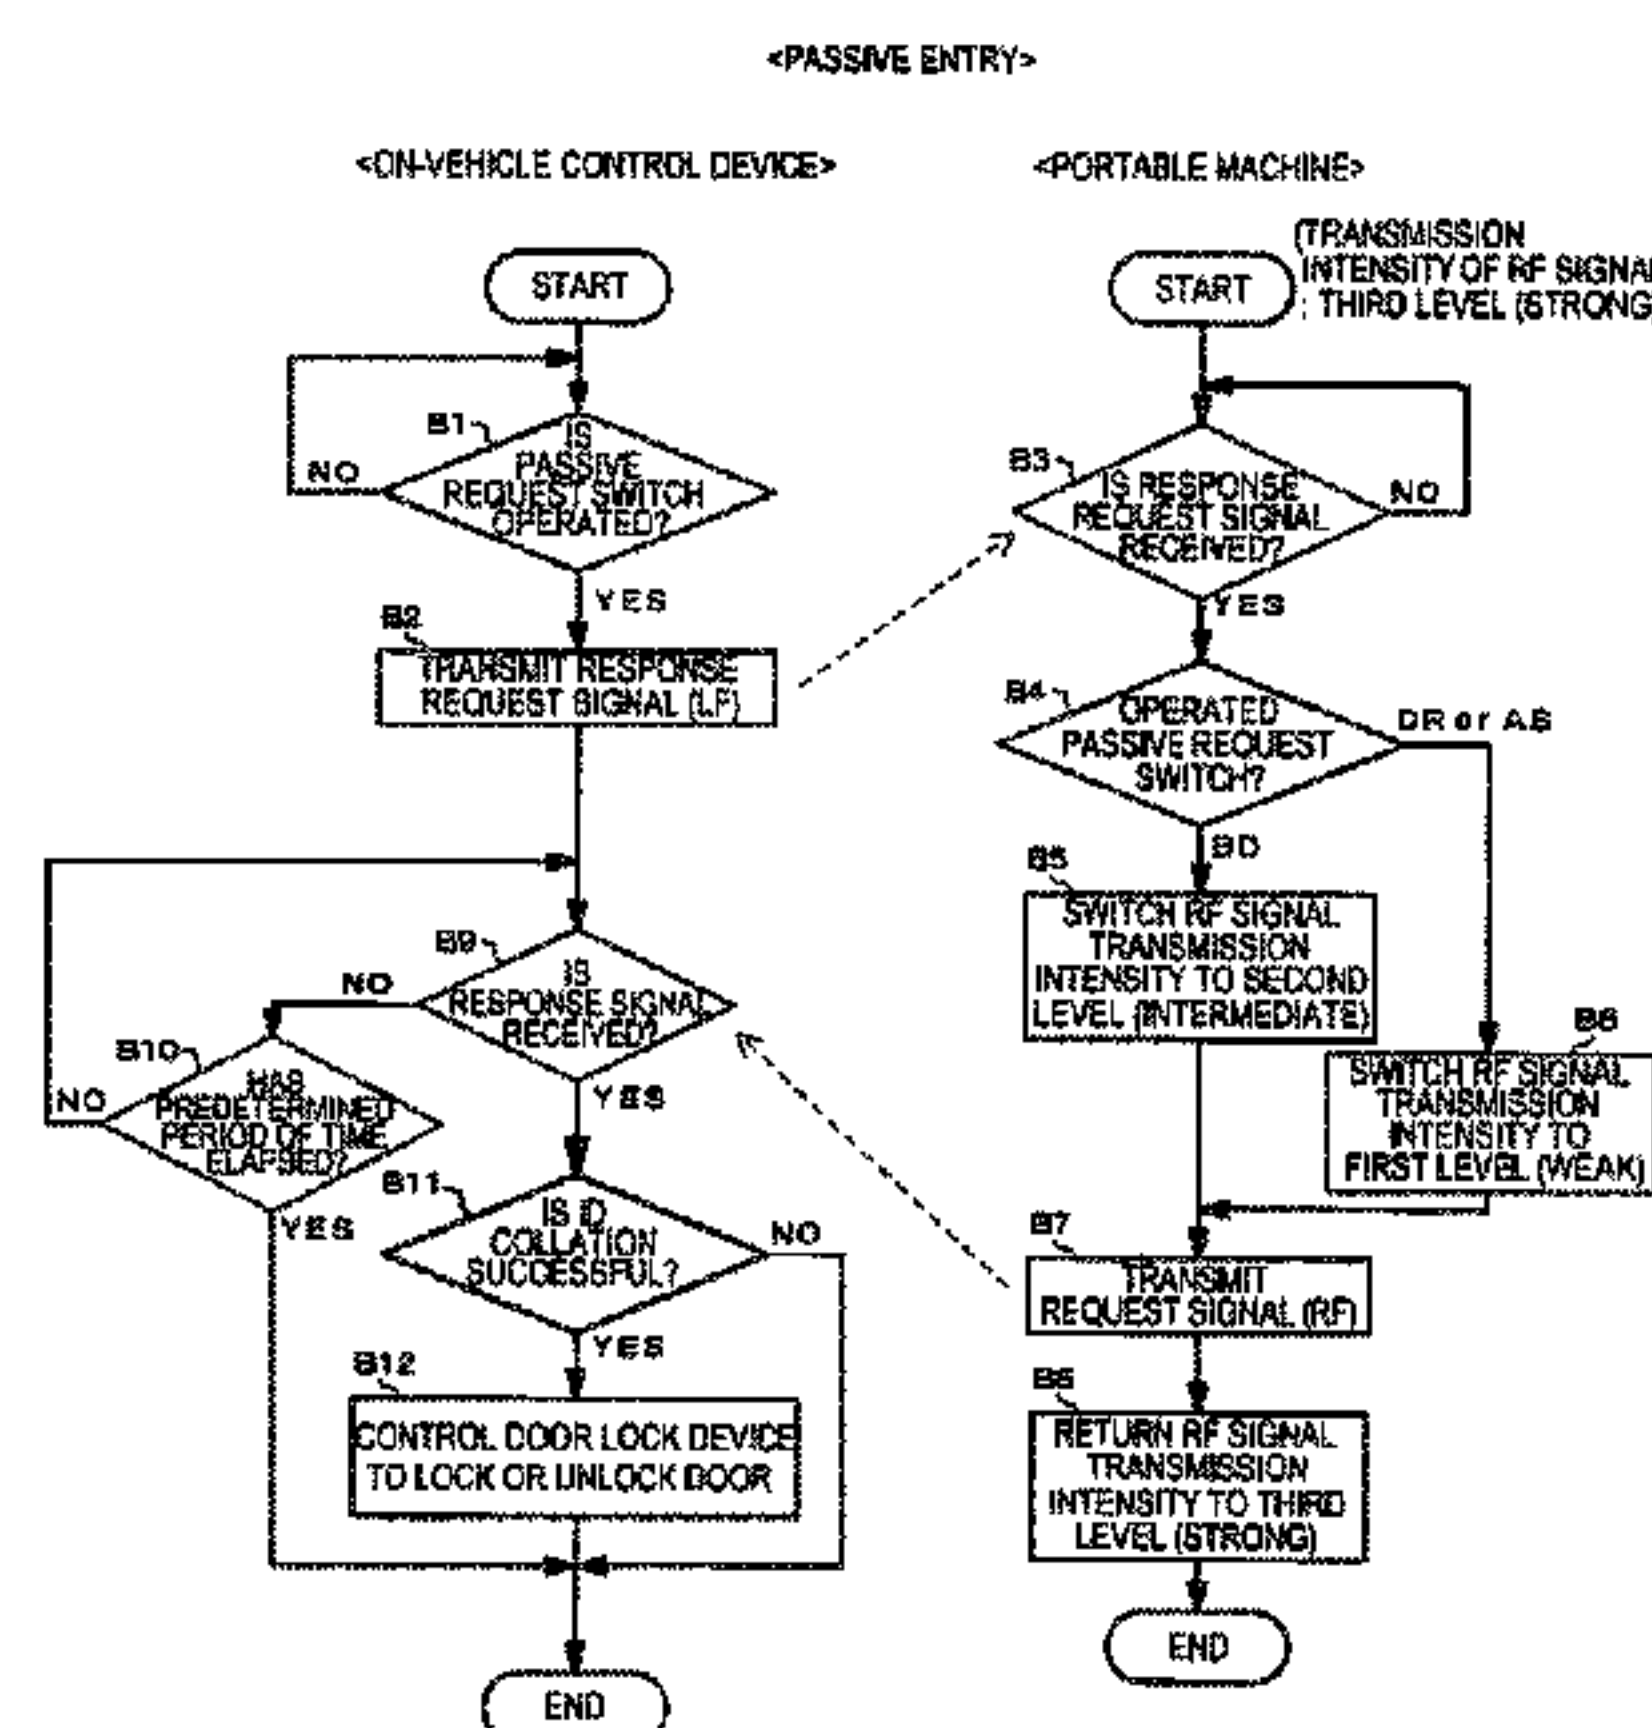 <PASSIVE ENTRY>
<ON-VEHICLE CONTROL DEVICE>
START
B1
IS
PASSIVE
REQUEST SWITCH
OPERATED?
NO
YES
B2
TRANSMIT RESPONSE
REQUEST SIGNAL (LF)
B9
IS
RESPONSE SIGNAL
RECEIVED?
NO
YES
B10
HAS
PREDETERMINED
PERIOD OF TIME
ELAPSED?
NO
YES
B11
IS ID
COLLATION
SUCCESSFUL?
NO
YES
B12
CONTROL DOOR LOCK DEVICE
TO LOCK OR UNLOCK DOOR
END
<PORTABLE MACHINE>
START
(TRANSMISSION
INTENSITY OF RF SIGNAL
: THIRD LEVEL (STRONG)
B3
IS RESPONSE
REQUEST SIGNAL
RECEIVED?
NO
YES
B4
OPERATED
PASSIVE REQUEST
SWITCH?
DR or AS
BD
B5
SWITCH RF SIGNAL
TRANSMISSION
INTENSITY TO SECOND
LEVEL (INTERMEDIATE)
B6
SWITCH RF SIGNAL
TRANSMISSION
INTENSITY TO
FIRST LEVEL (WEAK)
B7
TRANSMIT
REQUEST SIGNAL (RF)
B8
RETURN RF SIGNAL
TRANSMISSION
INTENSITY TO THIRD
LEVEL (STRONG)
END